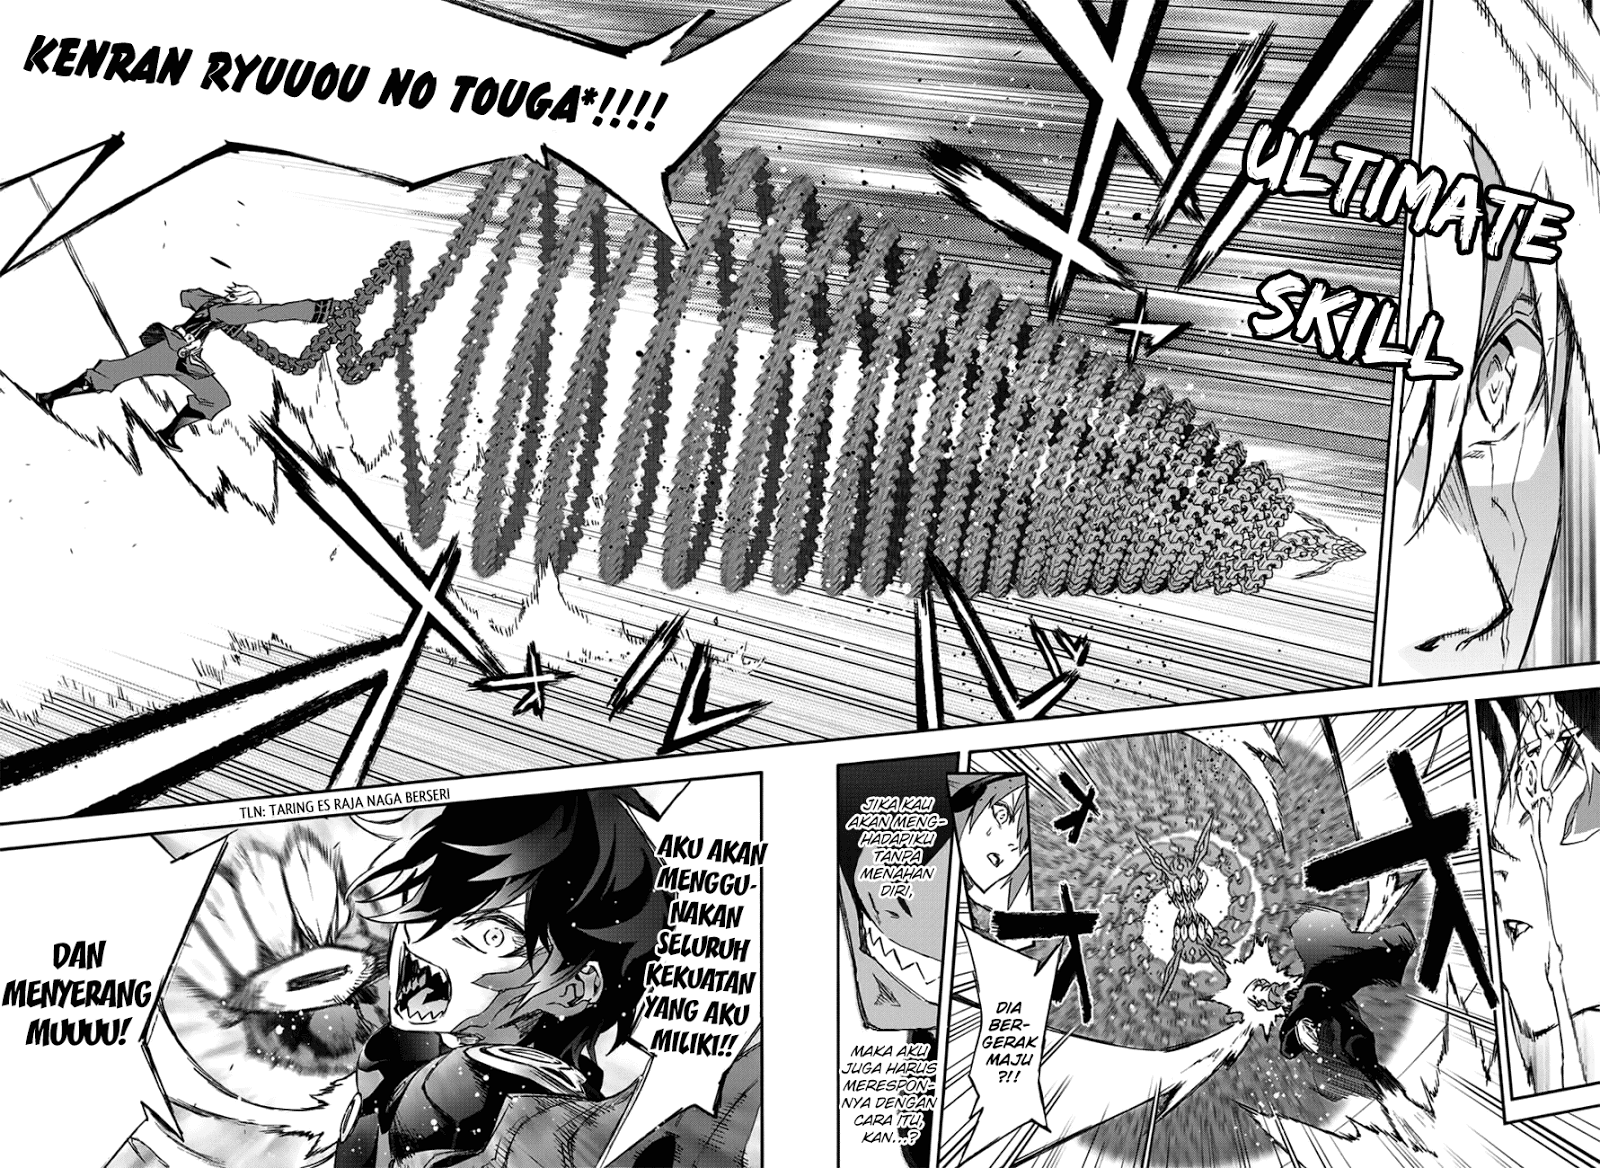 ULTIMATE
SKILL
KENRAN RYUUOU NO TOUGA*!!!!
TLN: TARING ES RAJA NAGA BERSERI
DIA
BER-
GERAK
MAJU
?!!
JIKA KAU
AKAN MENG-
HADAPIKU
TANPA
MENAHAN
DIRI,
MAKA AKU
JUGA HARUS
MERESPON-
NYA DENGAN
CARA ITU,
KAN...?
AKU AKAN
MENGGU-
NAKAN
SELURUH
KEKUATAN
YANG AKU
MILIKI!!
DAN
MENYERANG
MUUUU!